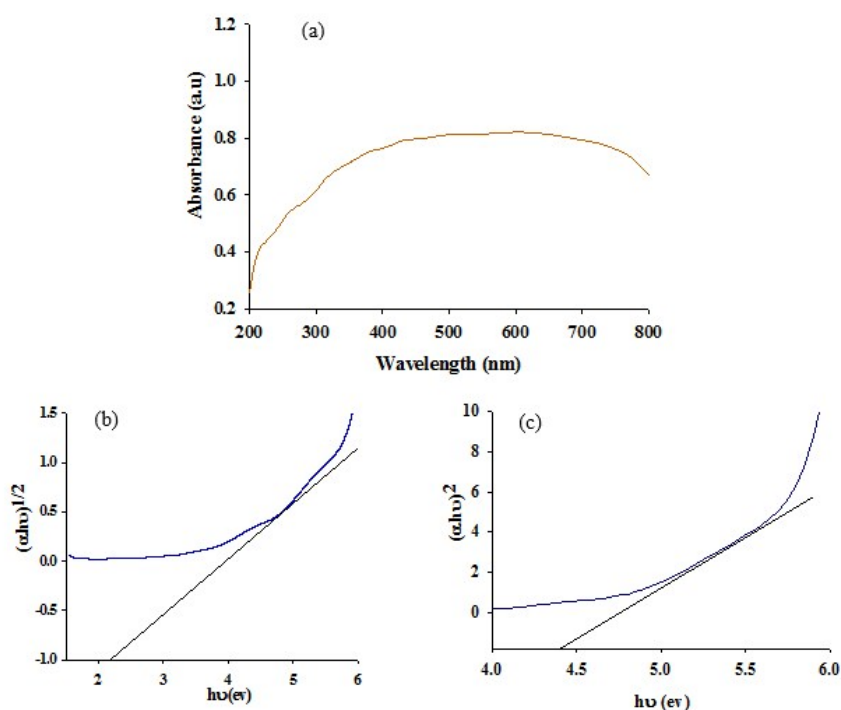 (a)
1.2
1.0
0.8
0.6
0.4
0.2
Absorbance (a.u)
200 300 400 500 600 700 800
Wavelength (nm)
(b)
1.5
1.0
0.5
0.0
-0.5
-1.0
(αhυ)1/2
2 3 4 5 6
hυ(ev)
(c)
10
8
6
4
2
0
(αhυ)2
4.0 4.5 5.0 5.5 6.0
hυ (ev)